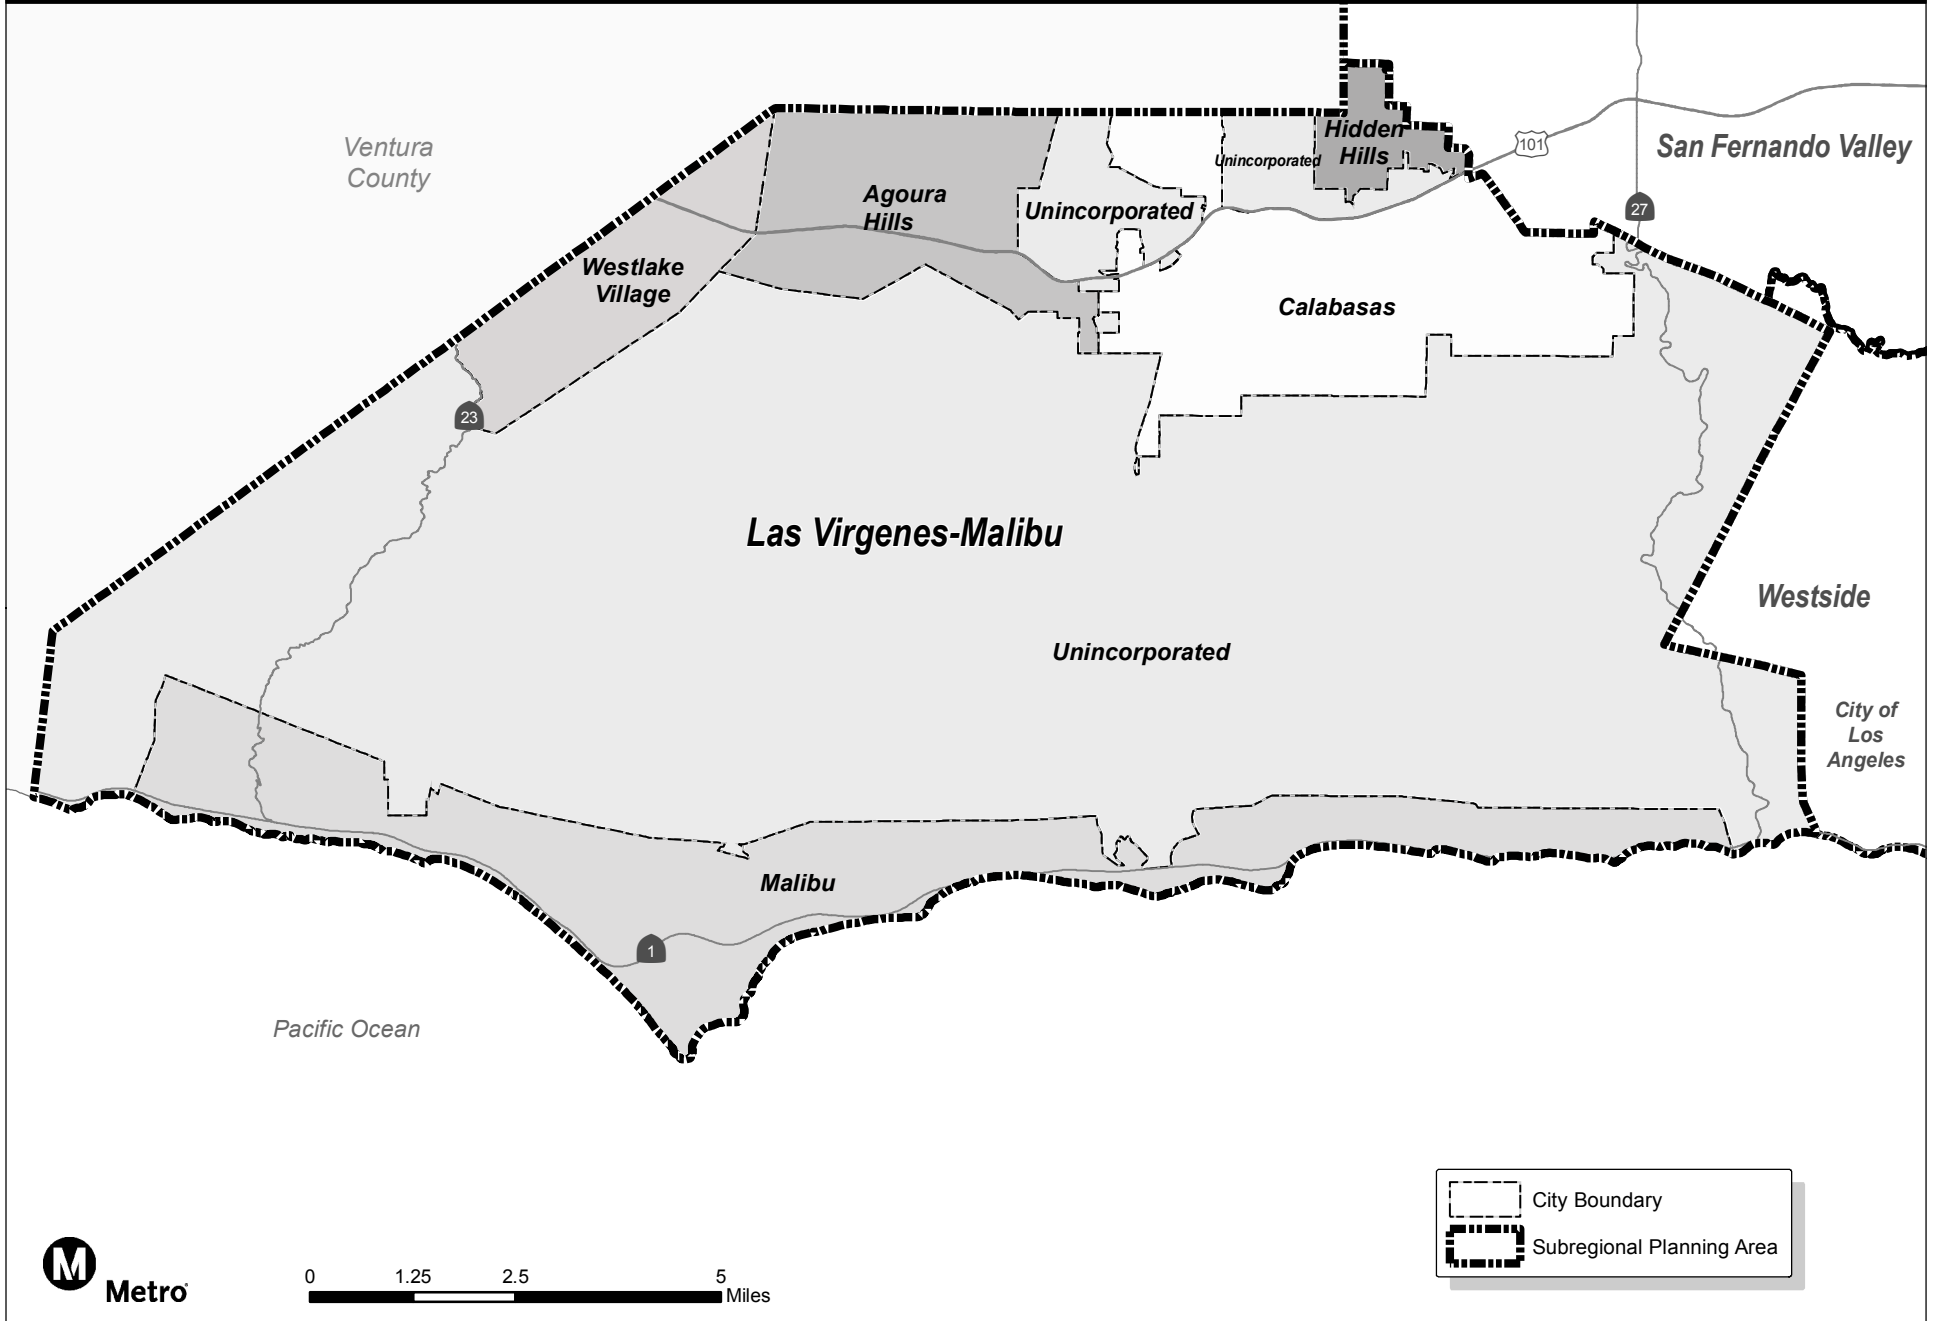 Hidden
Hills
101
San Fernando Valley
Ventura
County
Unincorporated
Agoura
Hills
Unincorporated
27
Westlake
Village
Calabasas
23
Las Virgenes-Malibu
Westside
Unincorporated
City of
Los
Angeles
Malibu
1
Pacific Ocean
City Boundary
Subregional Planning Area
M
Metro
0 1.25 2.5 5
Miles